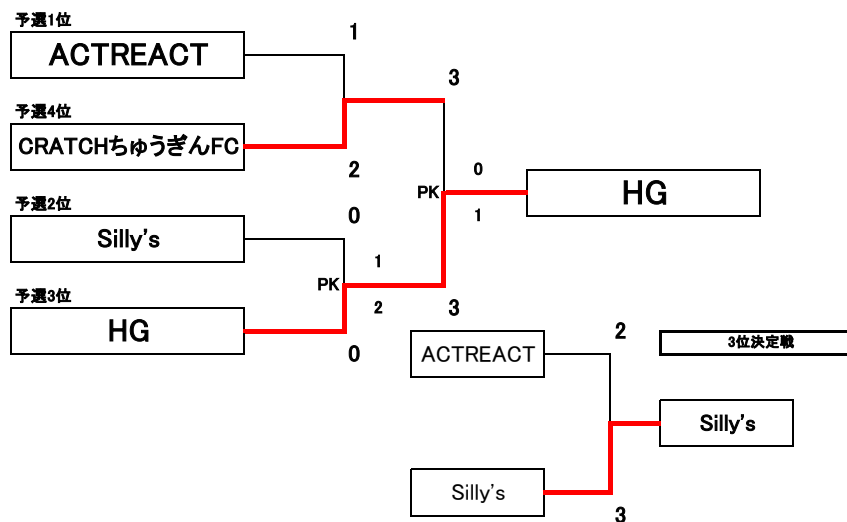 予選1位
ACTREACT
1
3
予選4位
CRATCHちゅうぎんFC
2
予選2位
Silly's
0
PK
0
1
HG
予選3位
HG
PK
1
2
0
3
ACTREACT
2
3位決定戦
Silly's
Silly's
3